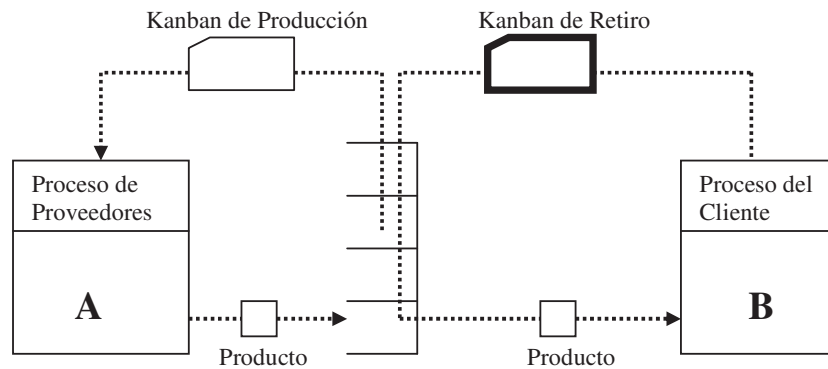 Kanban de Producción
Kanban de Retiro
Proceso de
Proveedores
A
Producto
Proceso del
Cliente
B
Producto